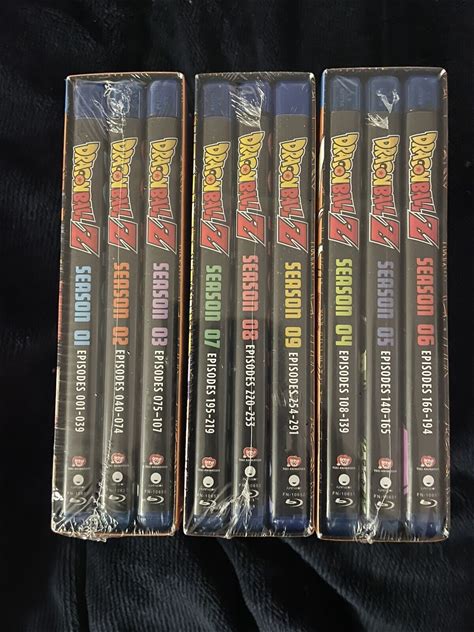 DRAGON BALL Z
SEASON 01 EPISODES 001-039
DRAGON BALL Z
SEASON 02 EPISODES 040-074
DRAGON BALL Z
SEASON 03 EPISODES 075-107
DRAGON BALL Z
SEASON 07 EPISODES 195-219
DRAGON BALL Z
SEASON 08 EPISODES 220-253
DRAGON BALL Z
SEASON 09 EPISODES 254-291
DRAGON BALL Z
SEASON 04 EPISODES 108-139
DRAGON BALL Z
SEASON 05 EPISODES 140-165
DRAGON BALL Z
SEASON 06 EPISODES 166-194